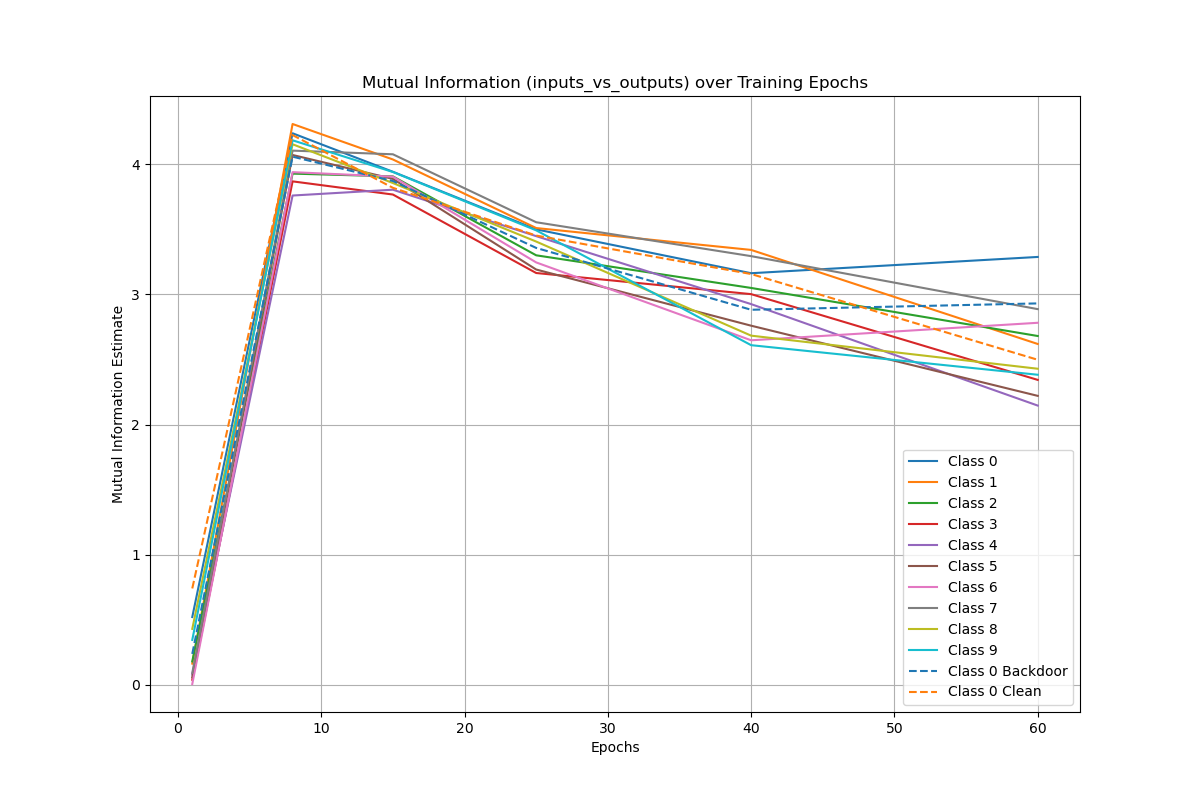 Mutual Information (inputs_vs_outputs) over Training Epochs
Mutual Information Estimate
4
3
2
1
0
0 10 20 30 40 50 60
Epochs
Class 0
Class 1
Class 2
Class 3
Class 4
Class 5
Class 6
Class 7
Class 8
Class 9
Class 0 Backdoor
Class 0 Clean